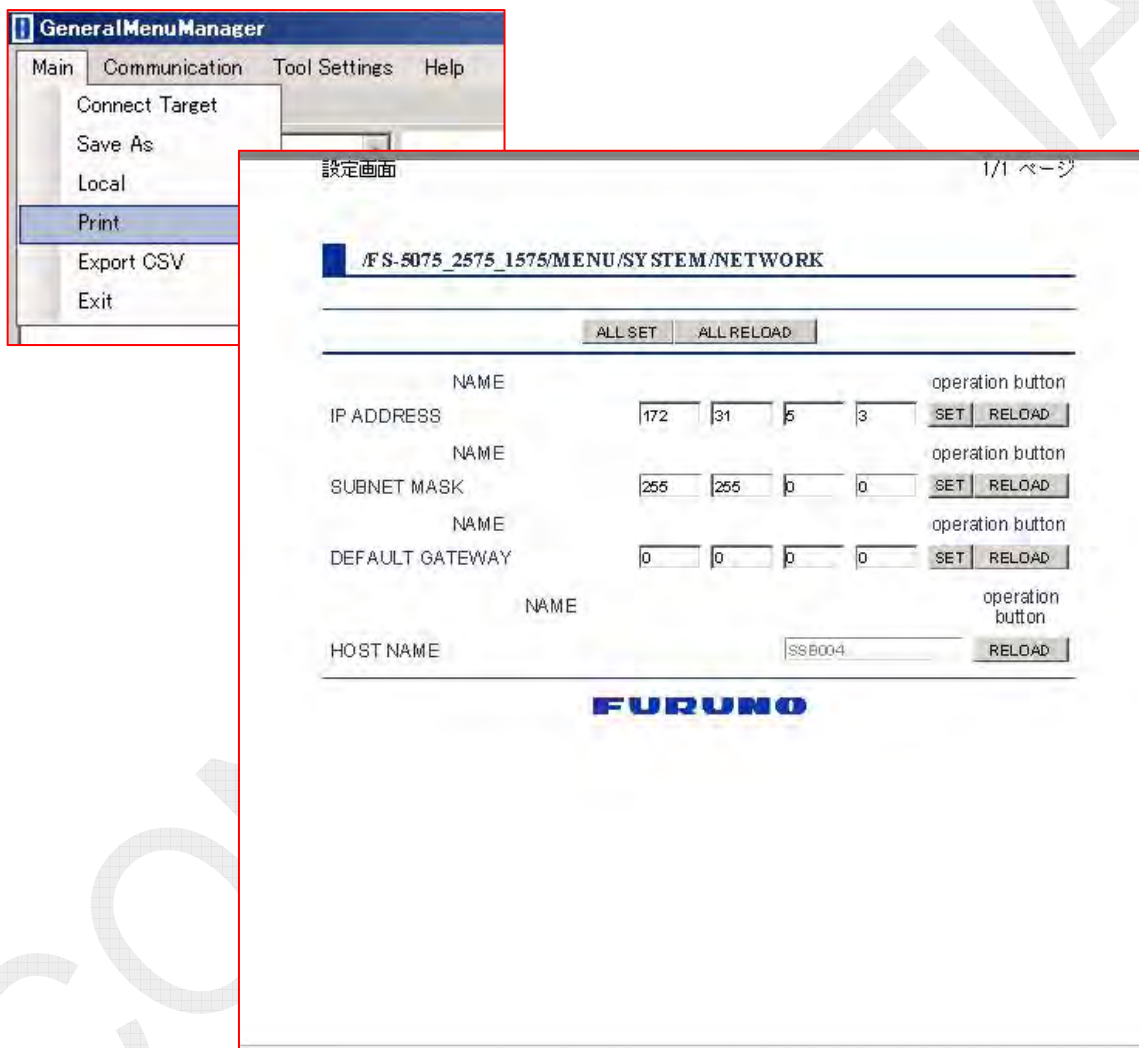 GeneralMenuManager
Main Communication Tool Settings Help
Connect Target
Save As
Local
Print
Export CSV
Exit
設定画面 1/1 ページ
/FS-5075_2575_1575/MENU/SYSTEM/NETWORK
ALL SET ALL RELOAD
NAME operation button
IP ADDRESS 172 31 5 3 SET RELOAD
NAME operation button
SUBNET MASK 255 255 0 0 SET RELOAD
NAME operation button
DEFAULT GATEWAY 0 0 0 0 SET RELOAD
NAME operation button
HOST NAME SSB004 RELOAD
FURUNO